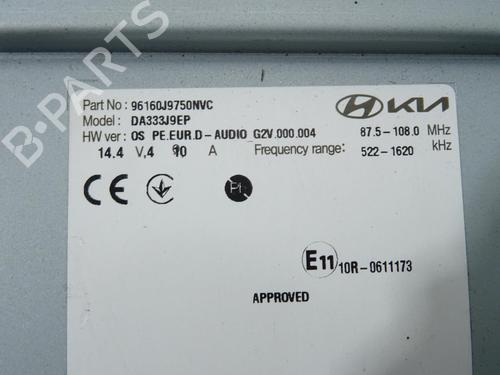 B-PARTS
Part No : 96160J9750NVC
Model : DA333J9EP
HW ver : OS PE.EUR.D-AUDIO G2V.000.004 87.5-108.0 MHz
14.4 V,4 10 A Frequency range: 522-1620 kHz
KIA
CE
E11 10R-0611173
APPROVED